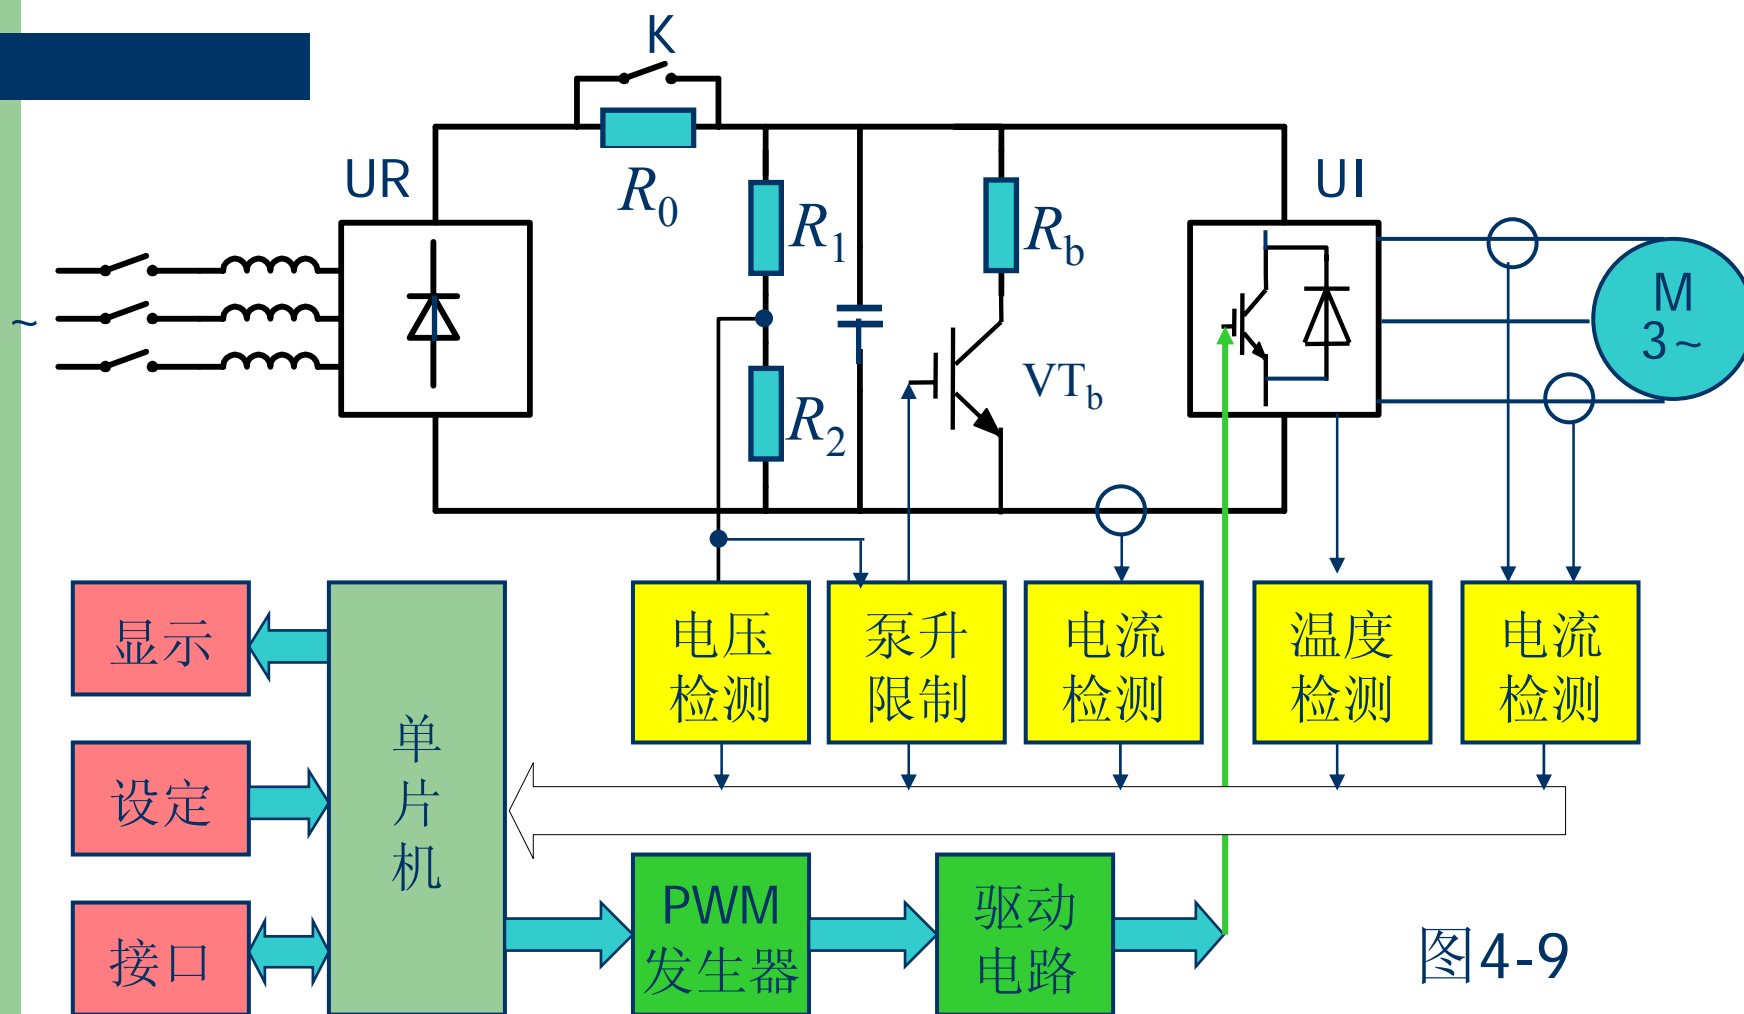 K
UR
R0
R1
Rb
UI
~
M
3~
VTb
R2
显示
设定
接口
单
片
机
电压
检测
泵升
限制
电流
检测
温度
检测
电流
检测
PWM
发生器
驱动
电路
图4-9